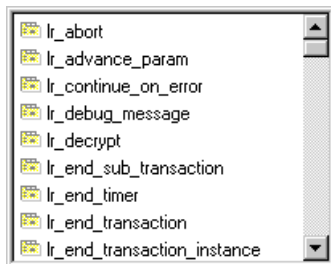 lr_abort
lr_advance_param
lr_continue_on_error
lr_debug_message
lr_decrypt
lr_end_sub_transaction
lr_end_timer
lr_end_transaction
lr_end_transaction_instance